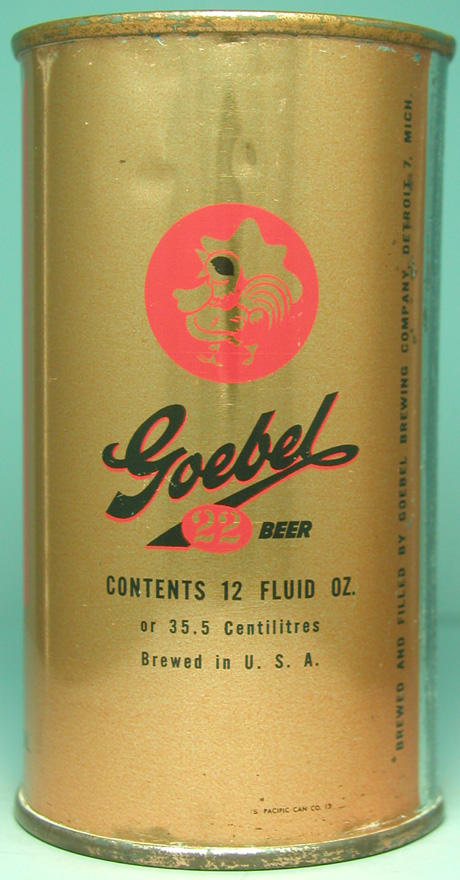 Goebel
22 BEER
CONTENTS 12 FLUID OZ.
or 35.5 Centilitres
Brewed in U. S. A.
PACIFIC CAN CO.
BREWED AND FILLED BY GOEBEL BREWING COMPANY, DETROIT 7, MICH.